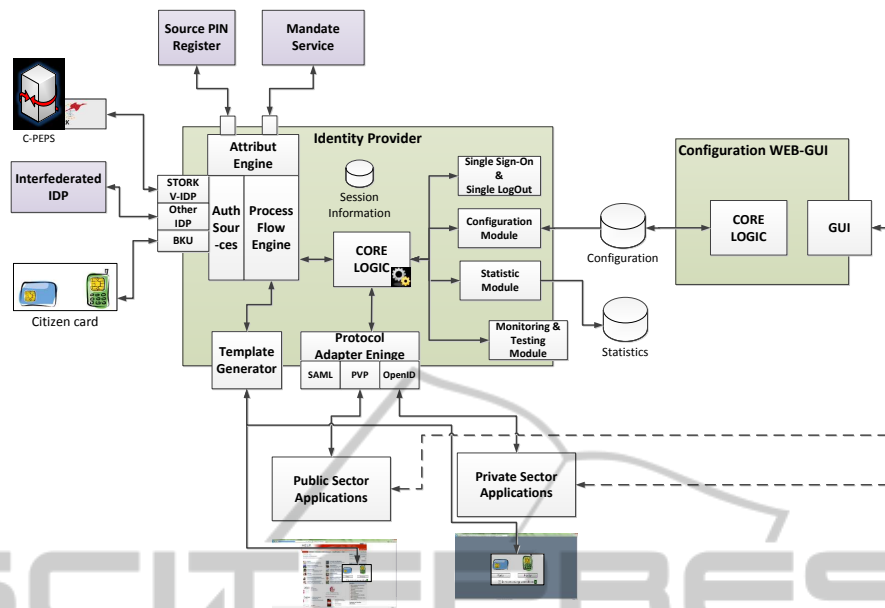 Source PIN
Register
Mandate
Service
K
C-PEPS
Interfederated
IDP
Citizen card
Identity Provider
Attribut
Engine
STORK
V-IDP
Other
IDP
BKU
Auth
Sour
-ces
Process
Flow
Engine
Session
Information
CORE
LOGIC
Single Sign-On
&
Single LogOut
Configuration
Module
Statistic
Module
Monitoring &
Testing
Module
Template
Generator
Protocol
Adapter Eninge
SAML
PVP
OpenID
Configuration
Statistics
Configuration WEB-GUI
CORE
LOGIC
GUI
Public Sector
Applications
Private Sector
Applications